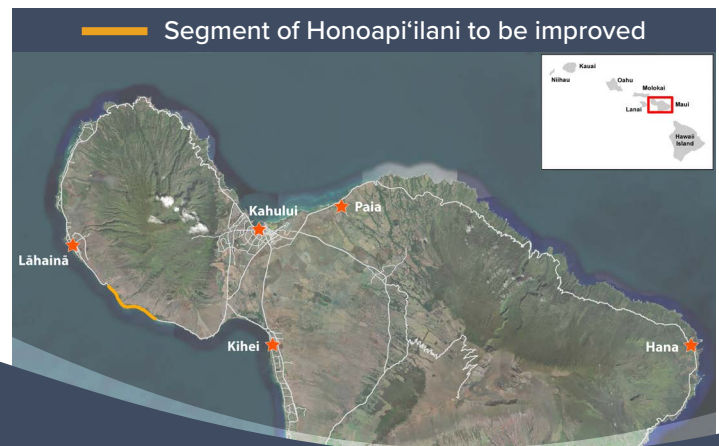 Segment of Honoapiʻilani to be improved
Kauai
Niihau
Oahu
Molokai
Lanai
Maui
Hawaii
Island
Paia
Kahului
Lāhainā
Kihei
Hana